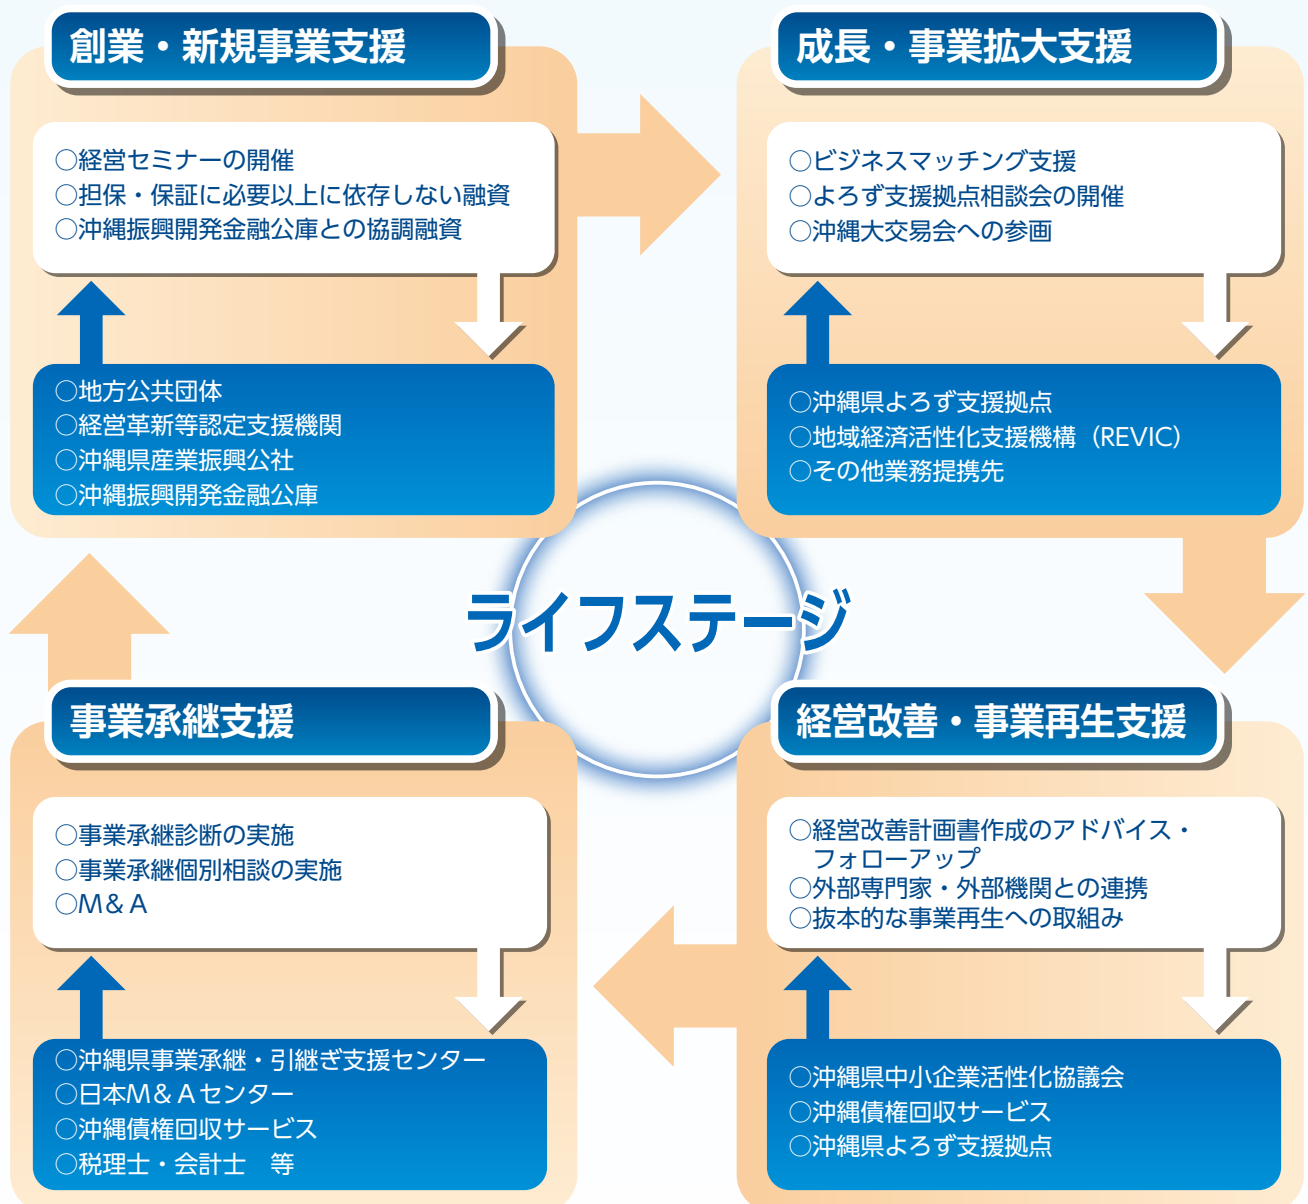 創業・新規事業支援
○経営セミナーの開催
○担保・保証に必要以上に依存しない融資
○沖縄振興開発金融公庫との協調融資
○地方公共団体
○経営革新等認定支援機関
○沖縄県産業振興公社
○沖縄振興開発金融公庫
成長・事業拡大支援
○ビジネスマッチング支援
○よろず支援拠点相談会の開催
○沖縄大交易会への参画
○沖縄県よろず支援拠点
○地域経済活性化支援機構（REVIC）
○その他業務提携先
ライフステージ
事業承継支援
○事業承継診断の実施
○事業承継個別相談の実施
○M＆A
○沖縄県事業承継・引継ぎ支援センター
○日本M＆Aセンター
○沖縄債権回収サービス
○税理士・会計士　等
経営改善・事業再生支援
○経営改善計画書作成のアドバイス・
フォローアップ
○外部専門家・外部機関との連携
○抜本的な事業再生への取組み
○沖縄県中小企業活性化協議会
○沖縄債権回収サービス
○沖縄県よろず支援拠点